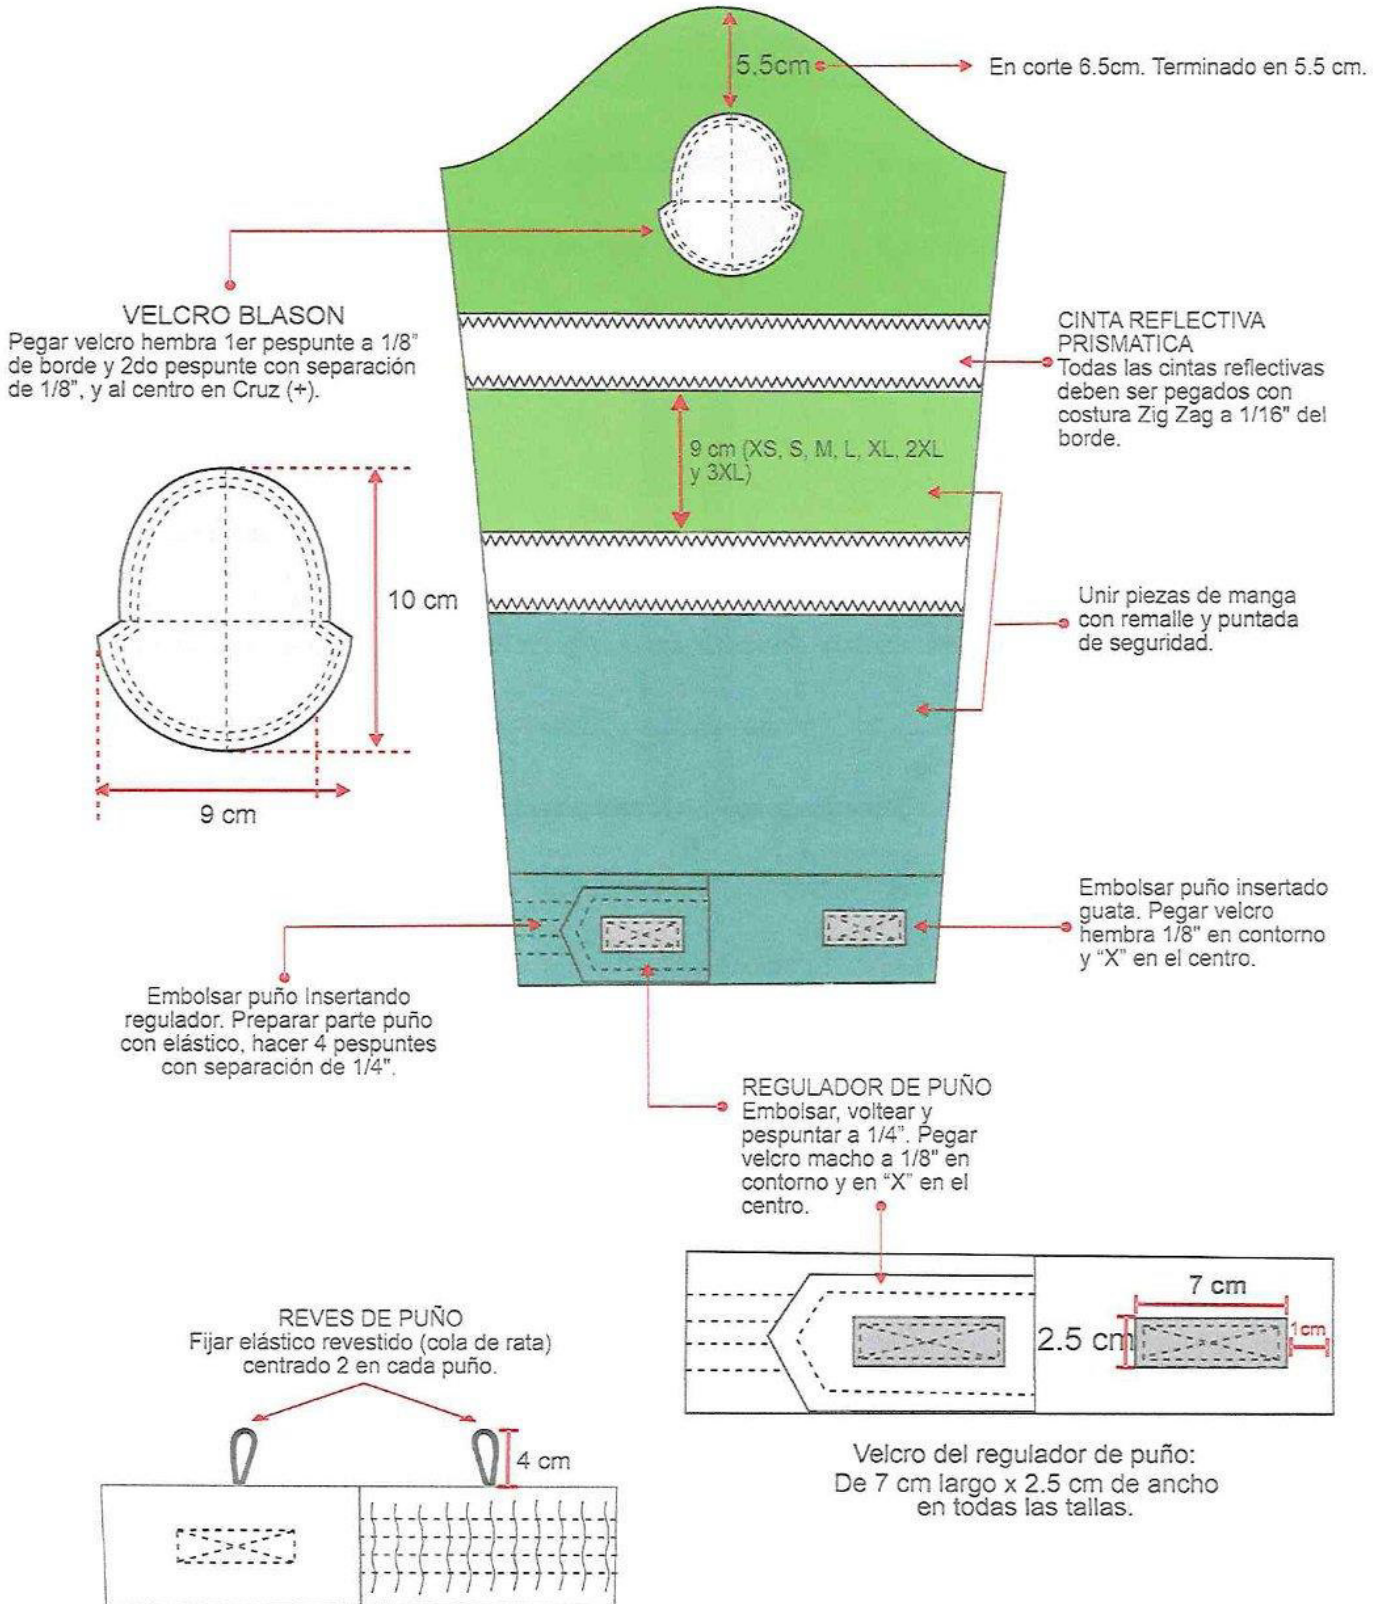 5.5cm
En corte 6.5cm. Terminado en 5.5 cm.
VELCRO BLASON
Pegar velcro hembra 1er pespunte a 1/8"
de borde y 2do pespunte con separación
de 1/8", y al centro en Cruz (+).
CINTA REFLECTIVA
PRISMATICA
Todas las cintas reflectivas
deben ser pegados con
costura Zig Zag a 1/16" del
borde.
9 cm (XS, S, M, L, XL, 2XL
y 3XL)
10 cm
9 cm
Unir piezas de manga
con remalle y puntada
de seguridad.
Embolsar puño insertado
guata. Pegar velcro
hembra 1/8" en contorno
y "X" en el centro.
Embolsar puño Insertando
regulador. Preparar parte puño
con elástico, hacer 4 pespuntes
con separación de 1/4".
REGULADOR DE PUÑO
Embolsar, voltear y
pespuntar a 1/4". Pegar
velcro macho a 1/8" en
contorno y en "X" en el
centro.
7 cm
2.5 cm
1cm
REVES DE PUÑO
Fijar elástico revestido (cola de rata)
centrado 2 en cada puño.
4 cm
Velcro del regulador de puño:
De 7 cm largo x 2.5 cm de ancho
en todas las tallas.